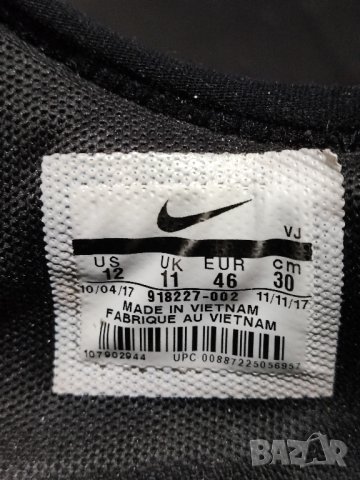 VJ
US UK EUR cm
12 11 46 30
10/04/17 918227-002 11/11/17
MADE IN VIETNAM
FABRIQUE AU VIETNAM
107902944 UPC 00887225056957
BAZAR